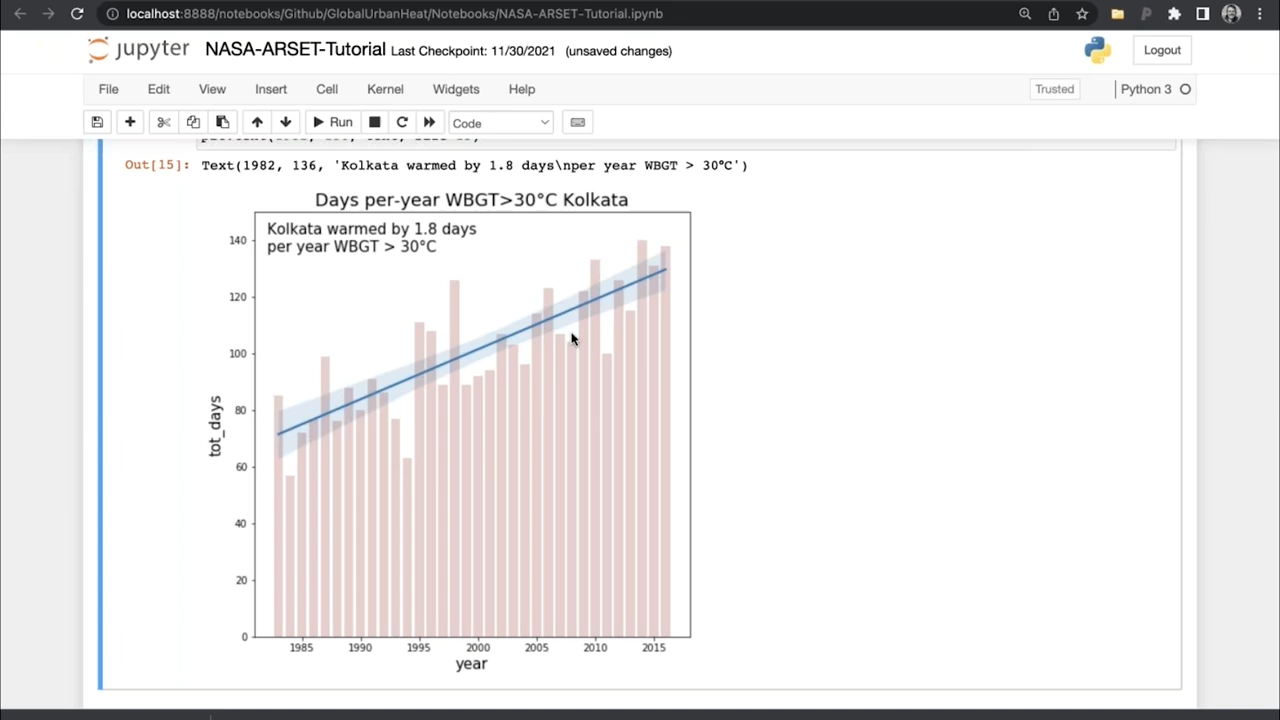 localhost:8888/notebooks/Github/GlobalUrbanHeat/Notebooks/NASA-ARSET-Tutorial.ipynb
jupyter NASA-ARSET-Tutorial Last Checkpoint: 11/30/2021 (unsaved changes) Logout
File Edit View Insert Cell Kernel Widgets Help Trusted Python 3
Run Code
Out[15]: Text(1982, 136, 'Kolkata warmed by 1.8 days\nper year WBGT > 30°C')
Days per-year WBGT>30°C Kolkata
Kolkata warmed by 1.8 days
per year WBGT > 30°C
140
120
100
80
60
40
20
0
tot_days
1985 1990 1995 2000 2005 2010 2015
year